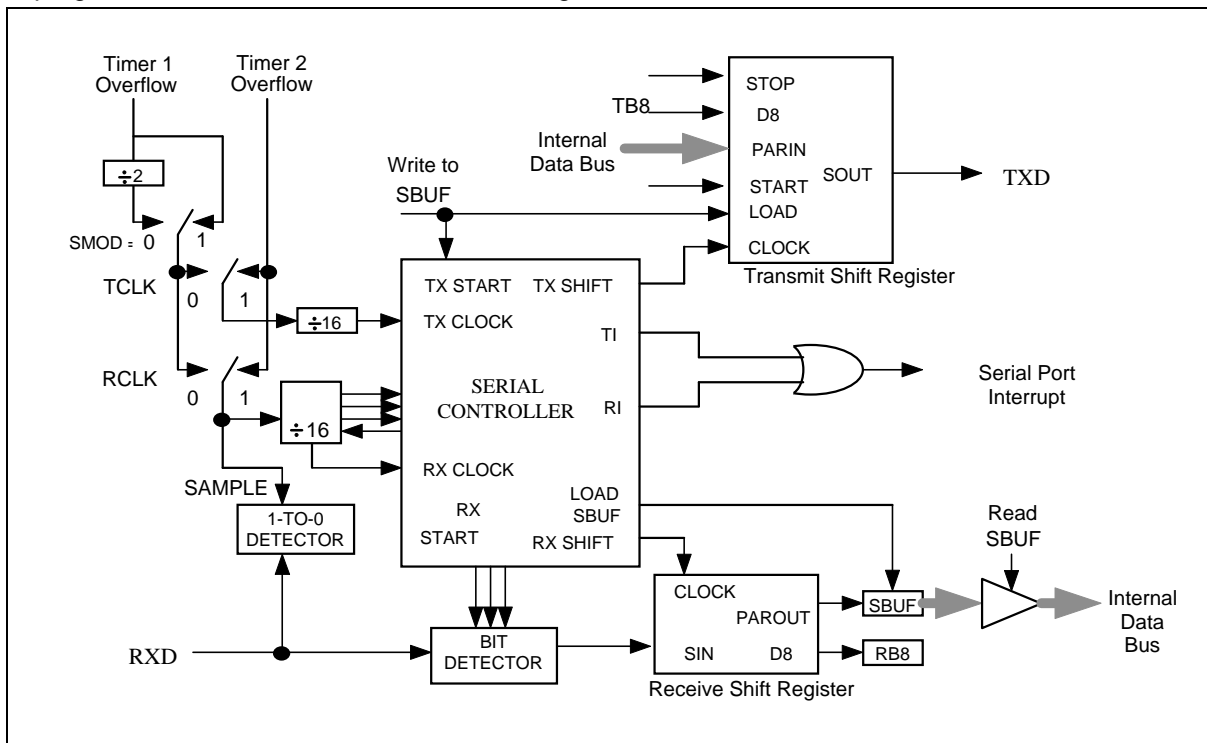 Timer 1
Overflow
Timer 2
Overflow
÷2
SMOD = 0
1
TCLK
0
1
÷16
RCLK
0
1
÷16
SAMPLE
1-TO-0
DETECTOR
RXD
BIT
DETECTOR
Write to
SBUF
TX START
TX SHIFT
TX CLOCK
TI
SERIAL
CONTROLLER
RI
RX CLOCK
LOAD
SBUF
RX
START
RX SHIFT
TB8
Internal
Data Bus
STOP
D8
PARIN
SOUT
START
LOAD
CLOCK
Transmit Shift Register
TXD
Serial Port
Interrupt
CLOCK
PAROUT
SIN
D8
Receive Shift Register
SBUF
RB8
Read
SBUF
Internal
Data
Bus